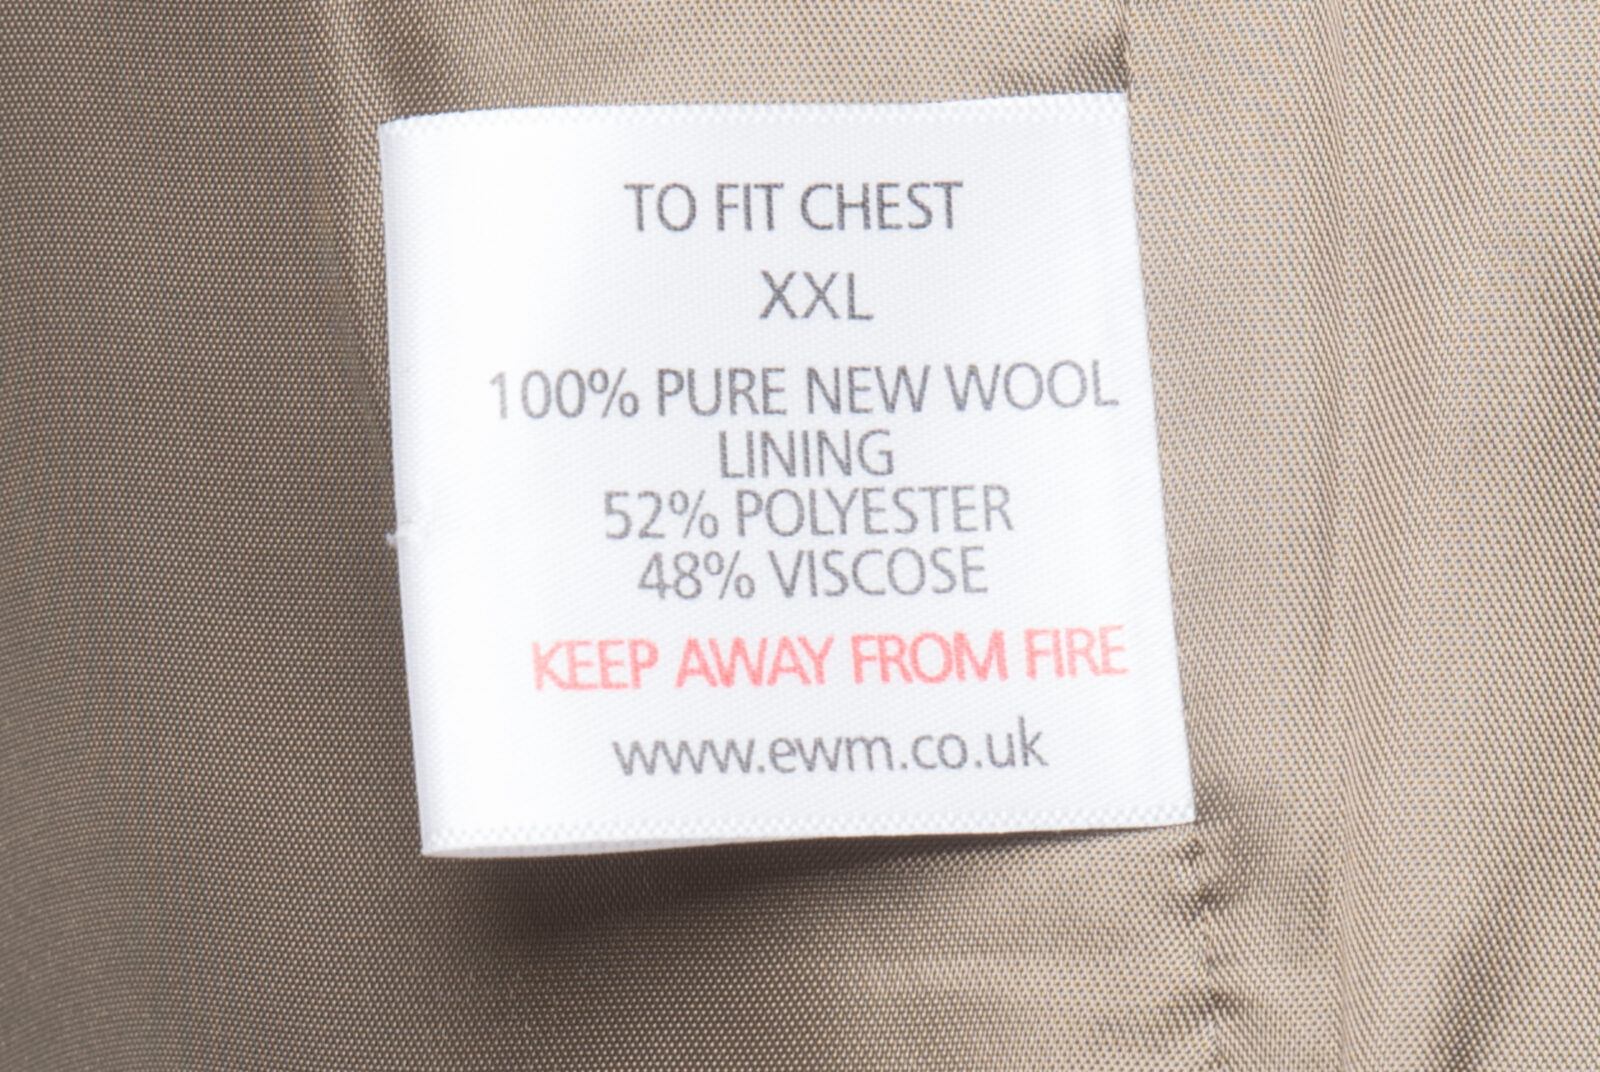 TO FIT CHEST
XXL
100% PURE NEW WOOL
LINING
52% POLYESTER
48% VISCOSE
KEEP AWAY FROM FIRE
www.ewm.co.uk